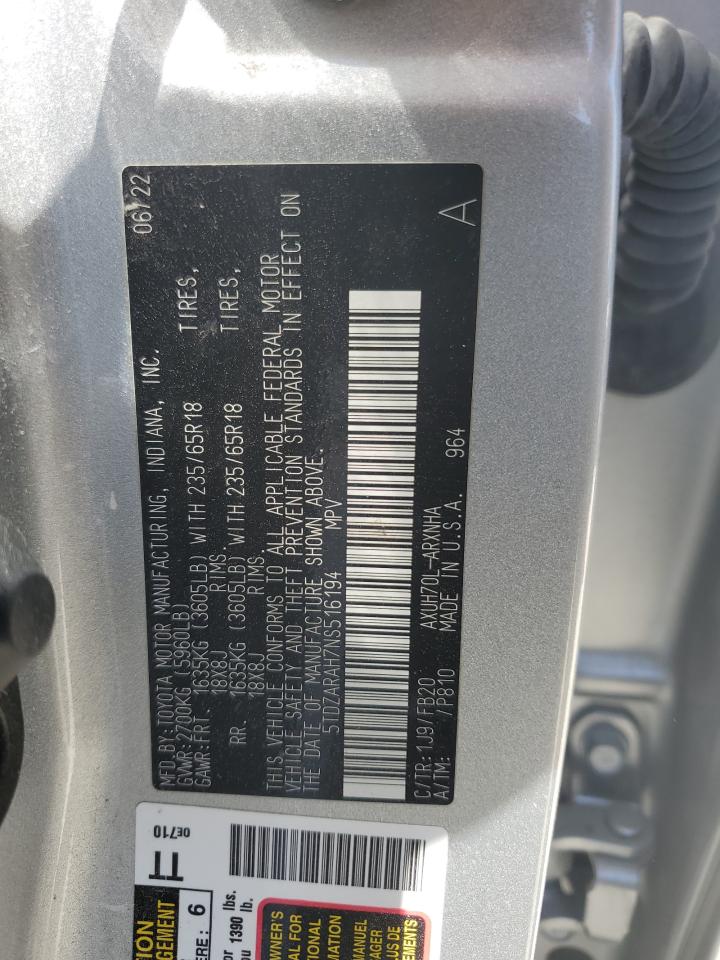 MFD.BY:TOYOTA MOTOR MANUFACTURING, INDIANA, INC. 06/22
GVWR:2700KG (5960LB)
GAWR:FRT. 1635KG (3605LB) WITH 235/65R18 TIRES,
18X8J RIMS.
RR. 1635KG (3605LB) WITH 235/65R18 TIRES,
18X8J RIMS.
THIS VEHICLE CONFORMS TO ALL APPLICABLE FEDERAL MOTOR
VEHICLE SAFETY AND THEFT PREVENTION STANDARDS IN EFFECT ON
THE DATE OF MANUFACTURE SHOWN ABOVE.
5TDZARAH7NS516194 MPV
C/TR:1J9/FB20 AXUH70L-ARXNHA
A/TM: /P810 MADE IN U.S.A. 964
A
0E710
6
1390 lbs.
1390 lb.
MANUEL